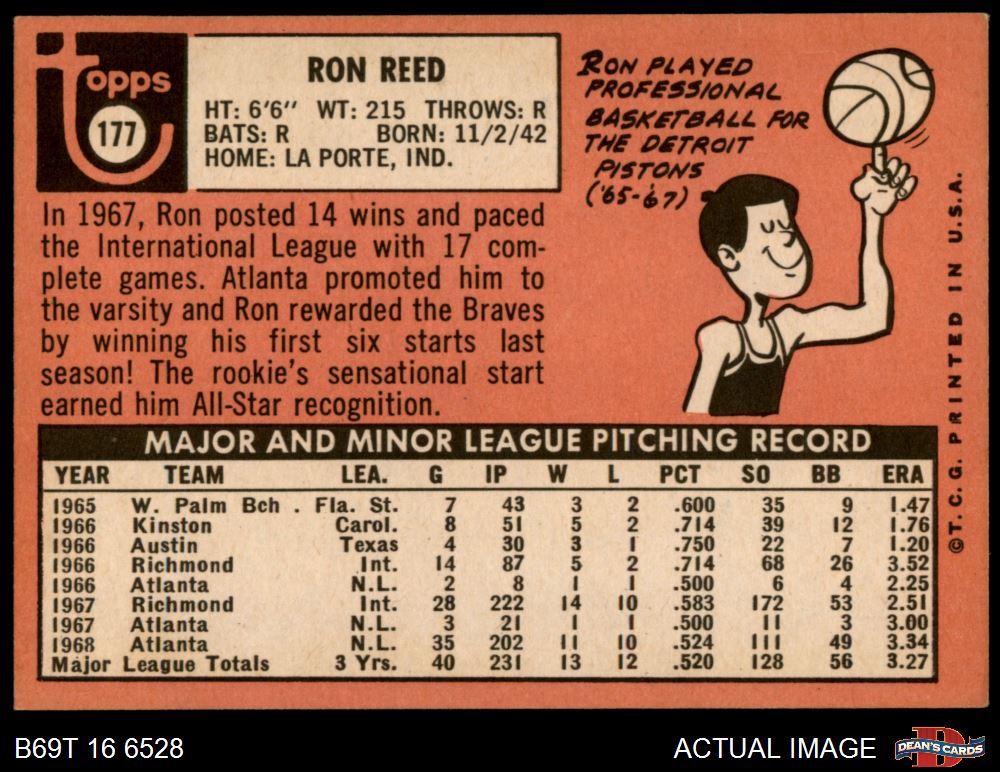 Topps
177
RON REED
HT: 6'6" WT: 215 THROWS: R
BATS: R BORN: 11/2/42
HOME: LA PORTE, IND.
RON PLAYED
PROFESSIONAL
BASKETBALL FOR
THE DETROIT
PISTONS
('65-'67)
In 1967, Ron posted 14 wins and paced
the International League with 17 com-
plete games. Atlanta promoted him to
the varsity and Ron rewarded the Braves
by winning his first six starts last
season! The rookie's sensational start
earned him All-Star recognition.
MAJOR AND MINOR LEAGUE PITCHING RECORD
YEAR TEAM LEA. G IP W L PCT SO BB ERA
1965 W. Palm Bch . Fla. St. 7 43 3 2 .600 35 9 1.47
1966 Kinston Carol. 8 51 5 2 .714 39 12 1.76
1966 Austin Texas 4 30 3 1 .750 22 7 1.20
1966 Richmond Int. 14 87 5 2 .714 68 26 3.52
1966 Atlanta N.L. 2 8 1 1 .500 6 4 2.25
1967 Richmond Int. 28 222 14 10 .583 172 53 2.51
1967 Atlanta N.L. 3 21 1 1 .500 11 3 3.00
1968 Atlanta N.L. 35 202 11 10 .524 111 49 3.34
Major League Totals 3 Yrs. 40 231 13 12 .520 128 56 3.27
©T. C. G. PRINTED IN U.S.A.
B69T 16 6528
ACTUAL IMAGE
D
DEAN'S CARDS